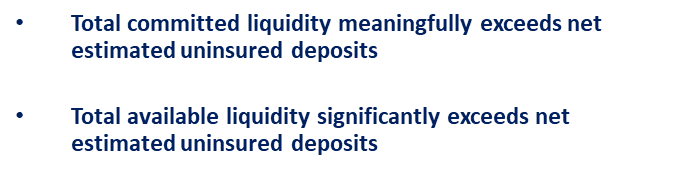 • Total committed liquidity meaningfully exceeds net
estimated uninsured deposits
• Total available liquidity significantly exceeds net
estimated uninsured deposits